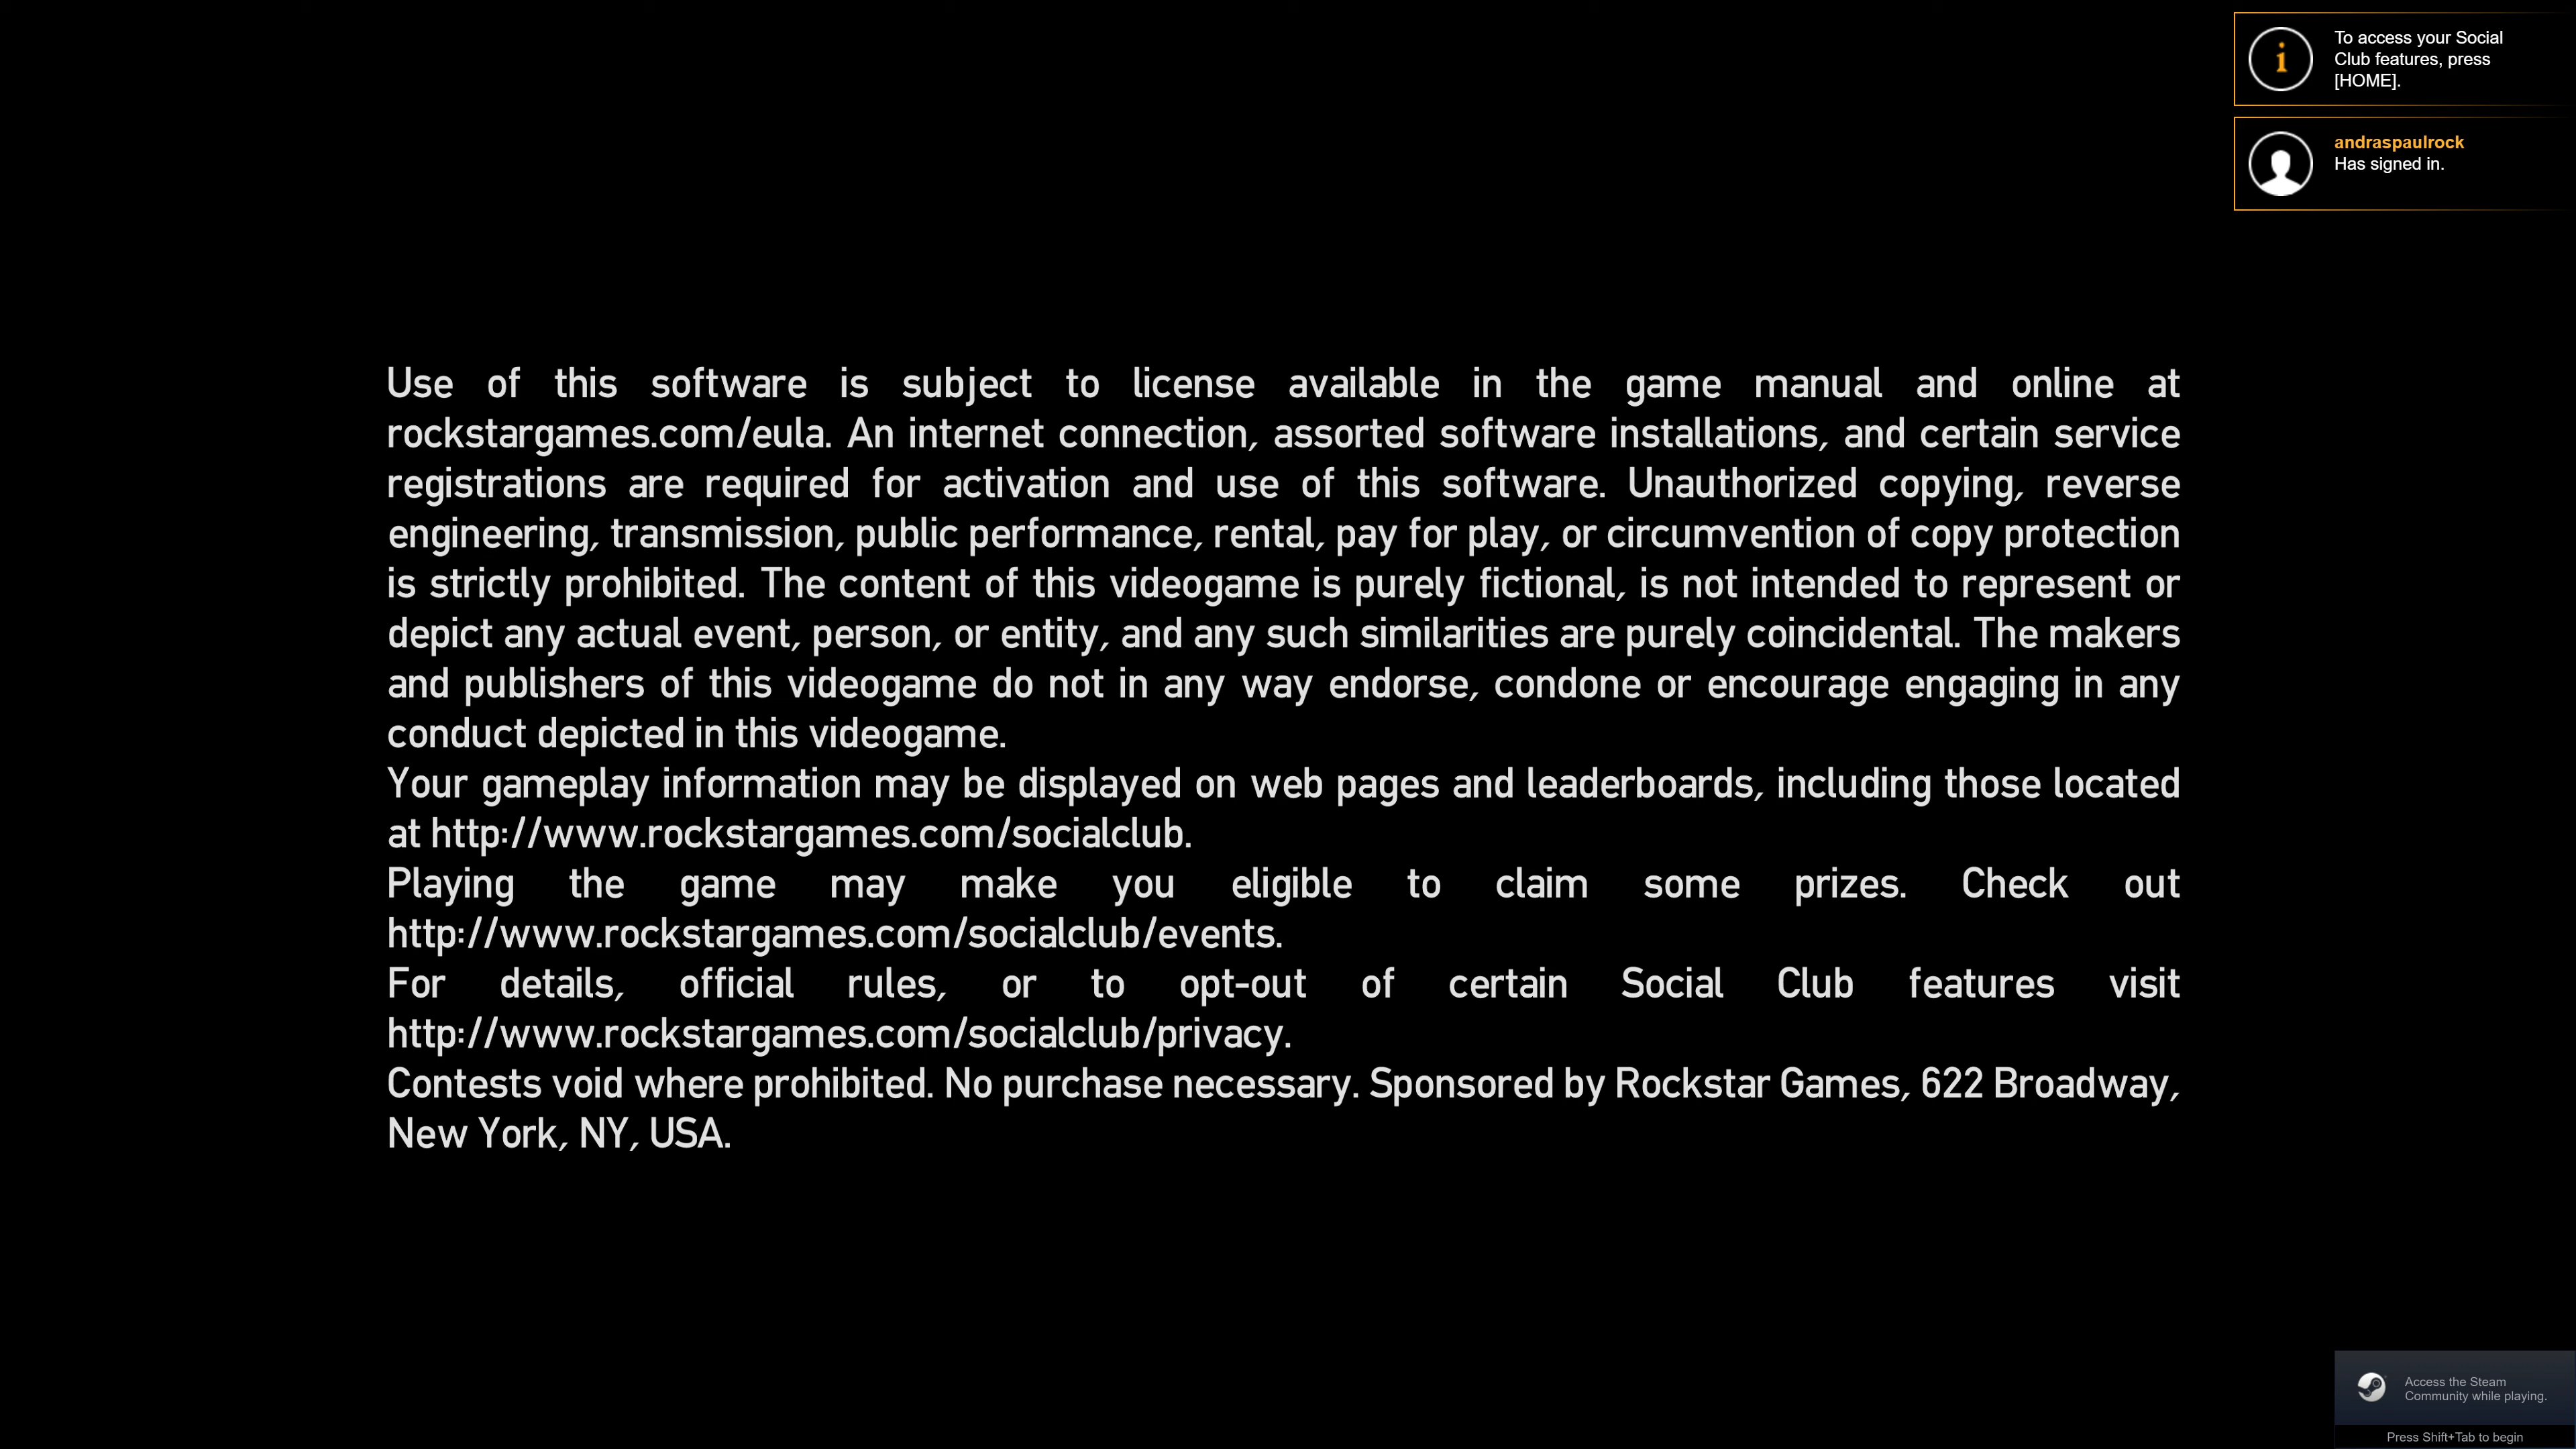 To access your Social
Club features, press
[HOME].
andraspaulrock
Has signed in.
Use of this software is subject to license available in the game manual and online at
rockstargames.com/eula. An internet connection, assorted software installations, and certain service
registrations are required for activation and use of this software. Unauthorized copying, reverse
engineering, transmission, public performance, rental, pay for play, or circumvention of copy protection
is strictly prohibited. The content of this videogame is purely fictional, is not intended to represent or
depict any actual event, person, or entity, and any such similarities are purely coincidental. The makers
and publishers of this videogame do not in any way endorse, condone or encourage engaging in any
conduct depicted in this videogame.
Your gameplay information may be displayed on web pages and leaderboards, including those located
at http://www.rockstargames.com/socialclub.
Playing the game may make you eligible to claim some prizes. Check out
http://www.rockstargames.com/socialclub/events.
For details, official rules, or to opt-out of certain Social Club features visit
http://www.rockstargames.com/socialclub/privacy.
Contests void where prohibited. No purchase necessary. Sponsored by Rockstar Games, 622 Broadway,
New York, NY, USA.
Access the Steam
Community while playing.
Press Shift+Tab to begin